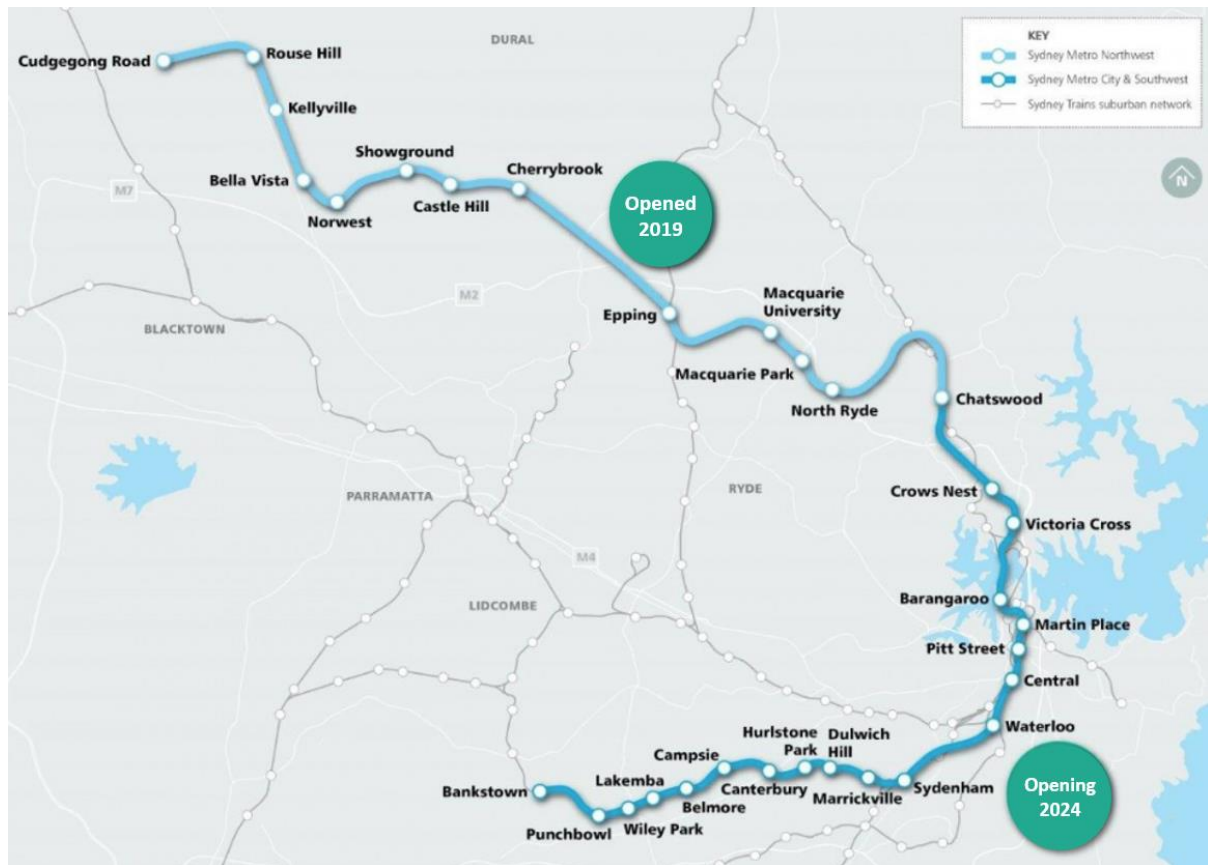 DURAL
KEY
Sydney Metro Northwest
Sydney Metro City & Southwest
Sydney Trains suburban network
N
Cudgegong Road
Rouse Hill
Kellyville
Showground
Cherrybrook
Bella Vista
M7
Castle Hill
Norwest
Opened
2019
M2
Macquarie
University
Epping
BLACKTOWN
Macquarie Park
North Ryde
Chatswood
Crows Nest
RYDE
PARRAMATTA
Victoria Cross
M4
Barangaroo
LIDCOMBE
Martin Place
Pitt Street
Central
Waterloo
Hurlstone
Park
Dulwich
Hill
Campsie
Lakemba
Bankstown
Canterbury
Sydenham
Marrickville
Belmore
Wiley Park
Punchbowl
Opening
2024